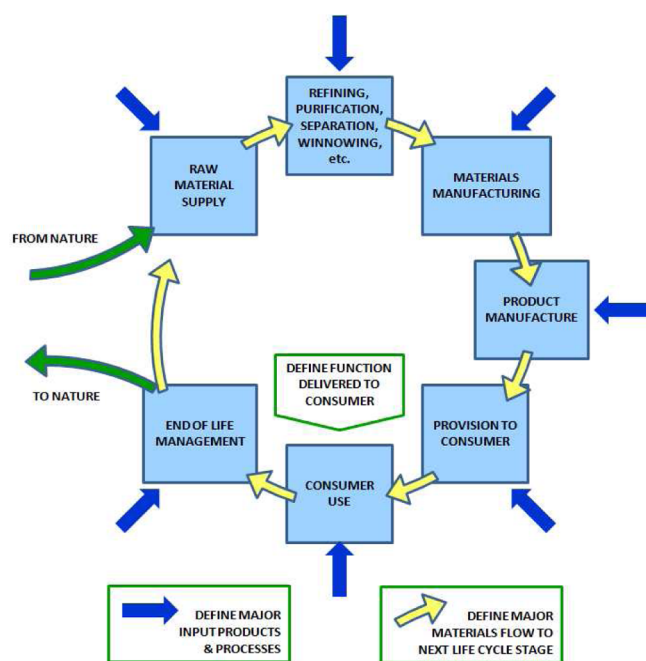 REFINING,
PURIFICATION,
SEPARATION,
WINNOWING,
etc.
RAW
MATERIAL
SUPPLY
MATERIALS
MANUFACTURING
FROM NATURE
PRODUCT
MANUFACTURE
TO NATURE
DEFINE FUNCTION
DELIVERED TO
CONSUMER
END OF LIFE
MANAGEMENT
PROVISION TO
CONSUMER
CONSUMER
USE
DEFINE MAJOR
INPUT PRODUCTS
& PROCESSES
DEFINE MAJOR
MATERIALS FLOW TO
NEXT LIFE CYCLE STAGE